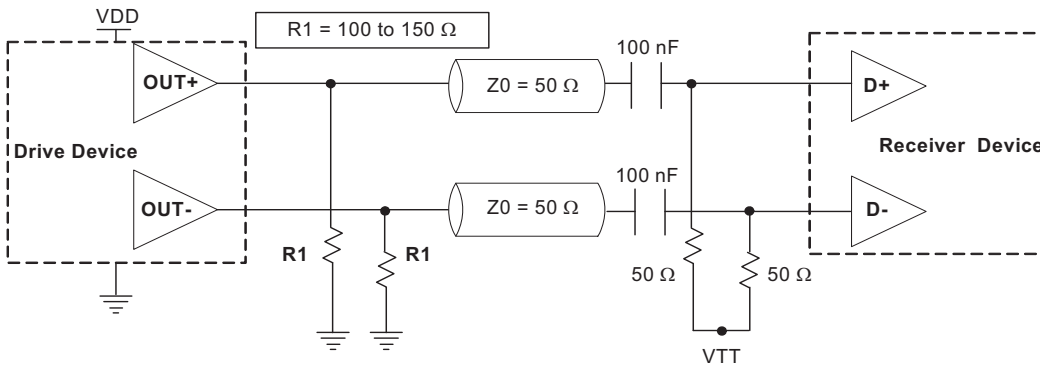 VDD
R1 = 100 to 150 Ω
100 nF
OUT+
Z0 = 50 Ω
D+
Drive Device
Receiver Device
100 nF
OUT-
Z0 = 50 Ω
D-
R1
R1
50 Ω
50 Ω
VTT